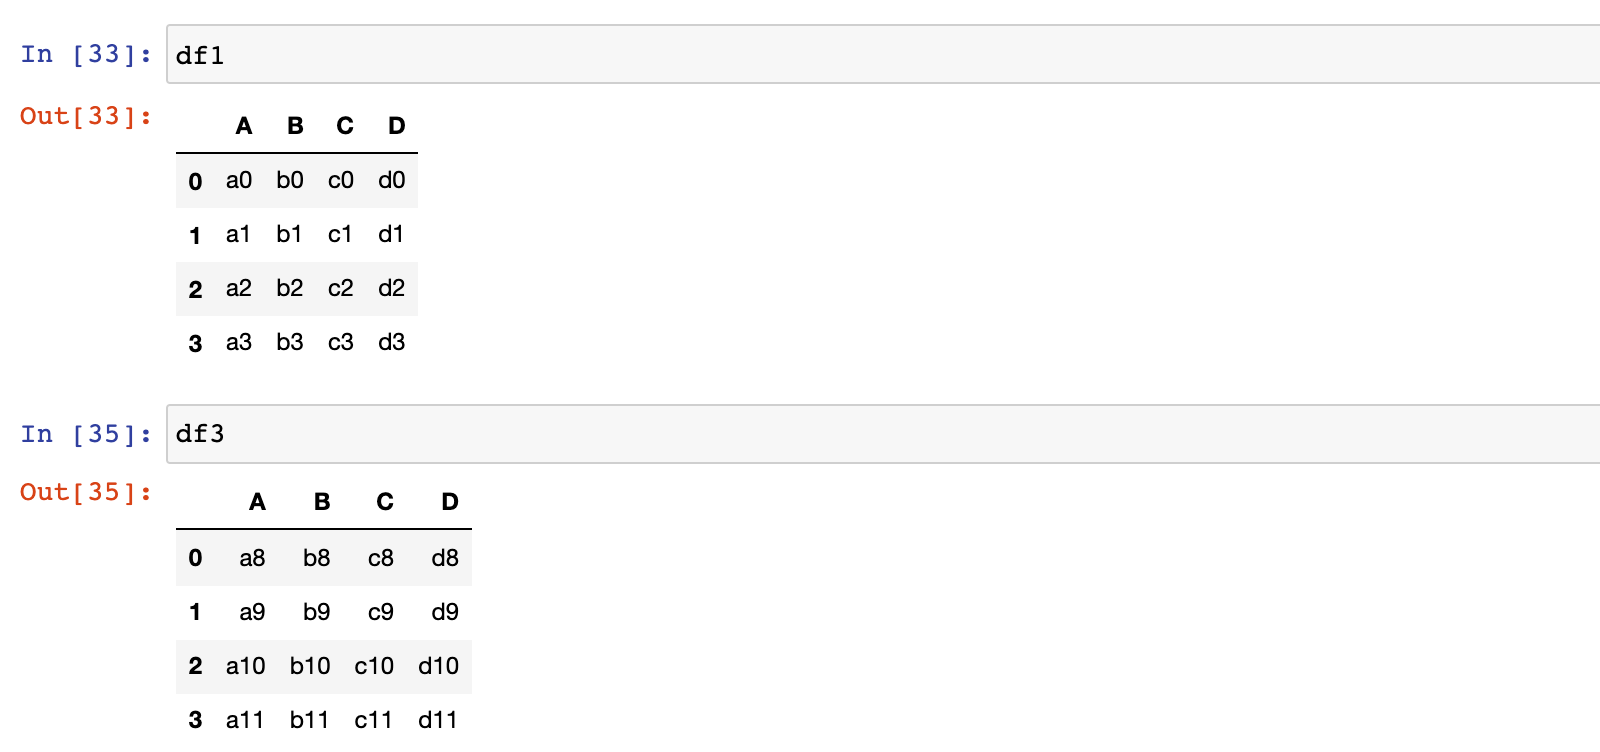 In [33]: df1
Out[33]:
A B C D
0 a0 b0 c0 d0
1 a1 b1 c1 d1
2 a2 b2 c2 d2
3 a3 b3 c3 d3
In [35]: df3
Out[35]:
A B C D
0 a8 b8 c8 d8
1 a9 b9 c9 d9
2 a10 b10 c10 d10
3 a11 b11 c11 d11